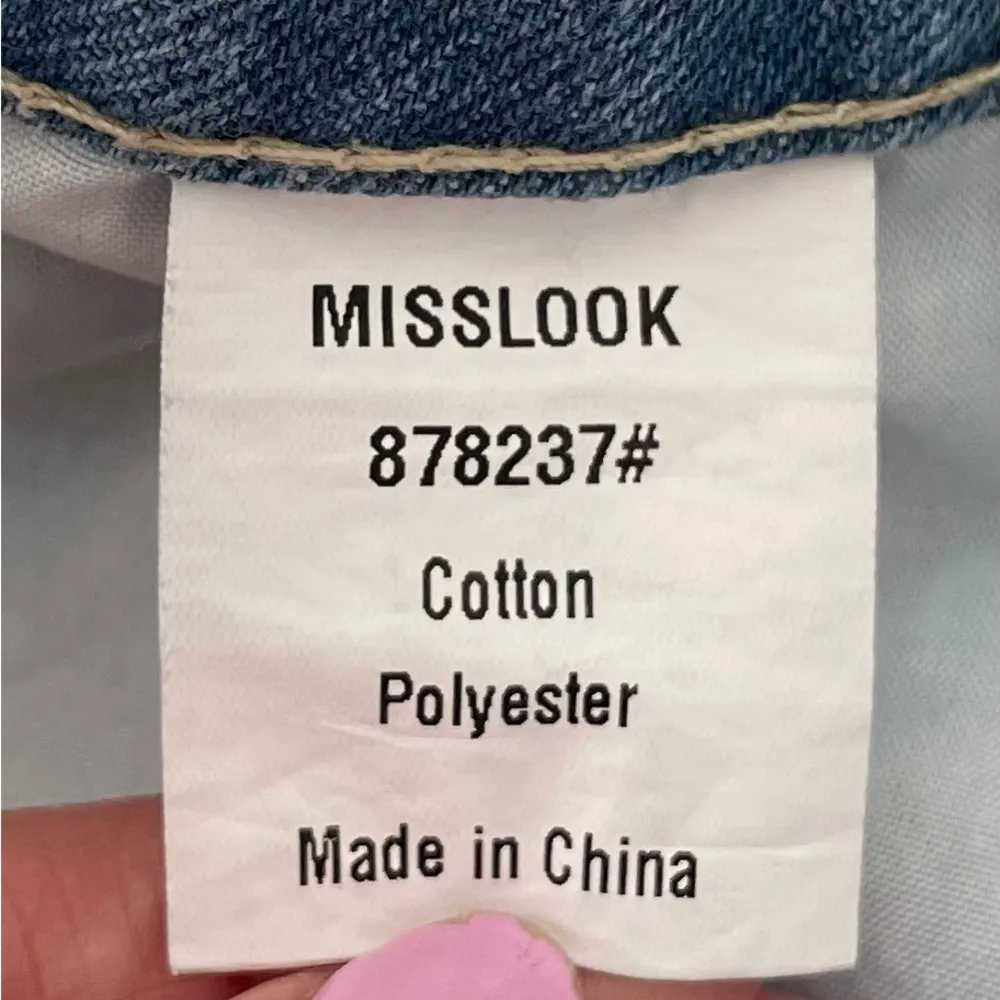 MISSLOOK
878237#
Cotton
Polyester
Made in China